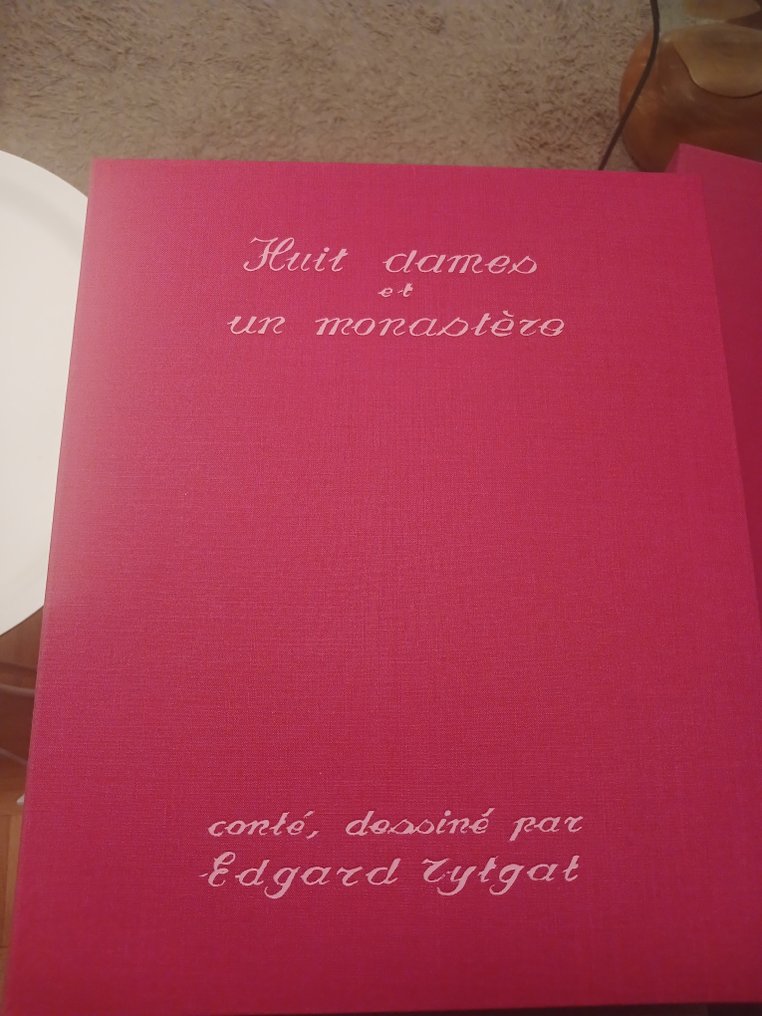 Huit dames
et
un monastère
conté, dessiné par
Edgard Tytgat